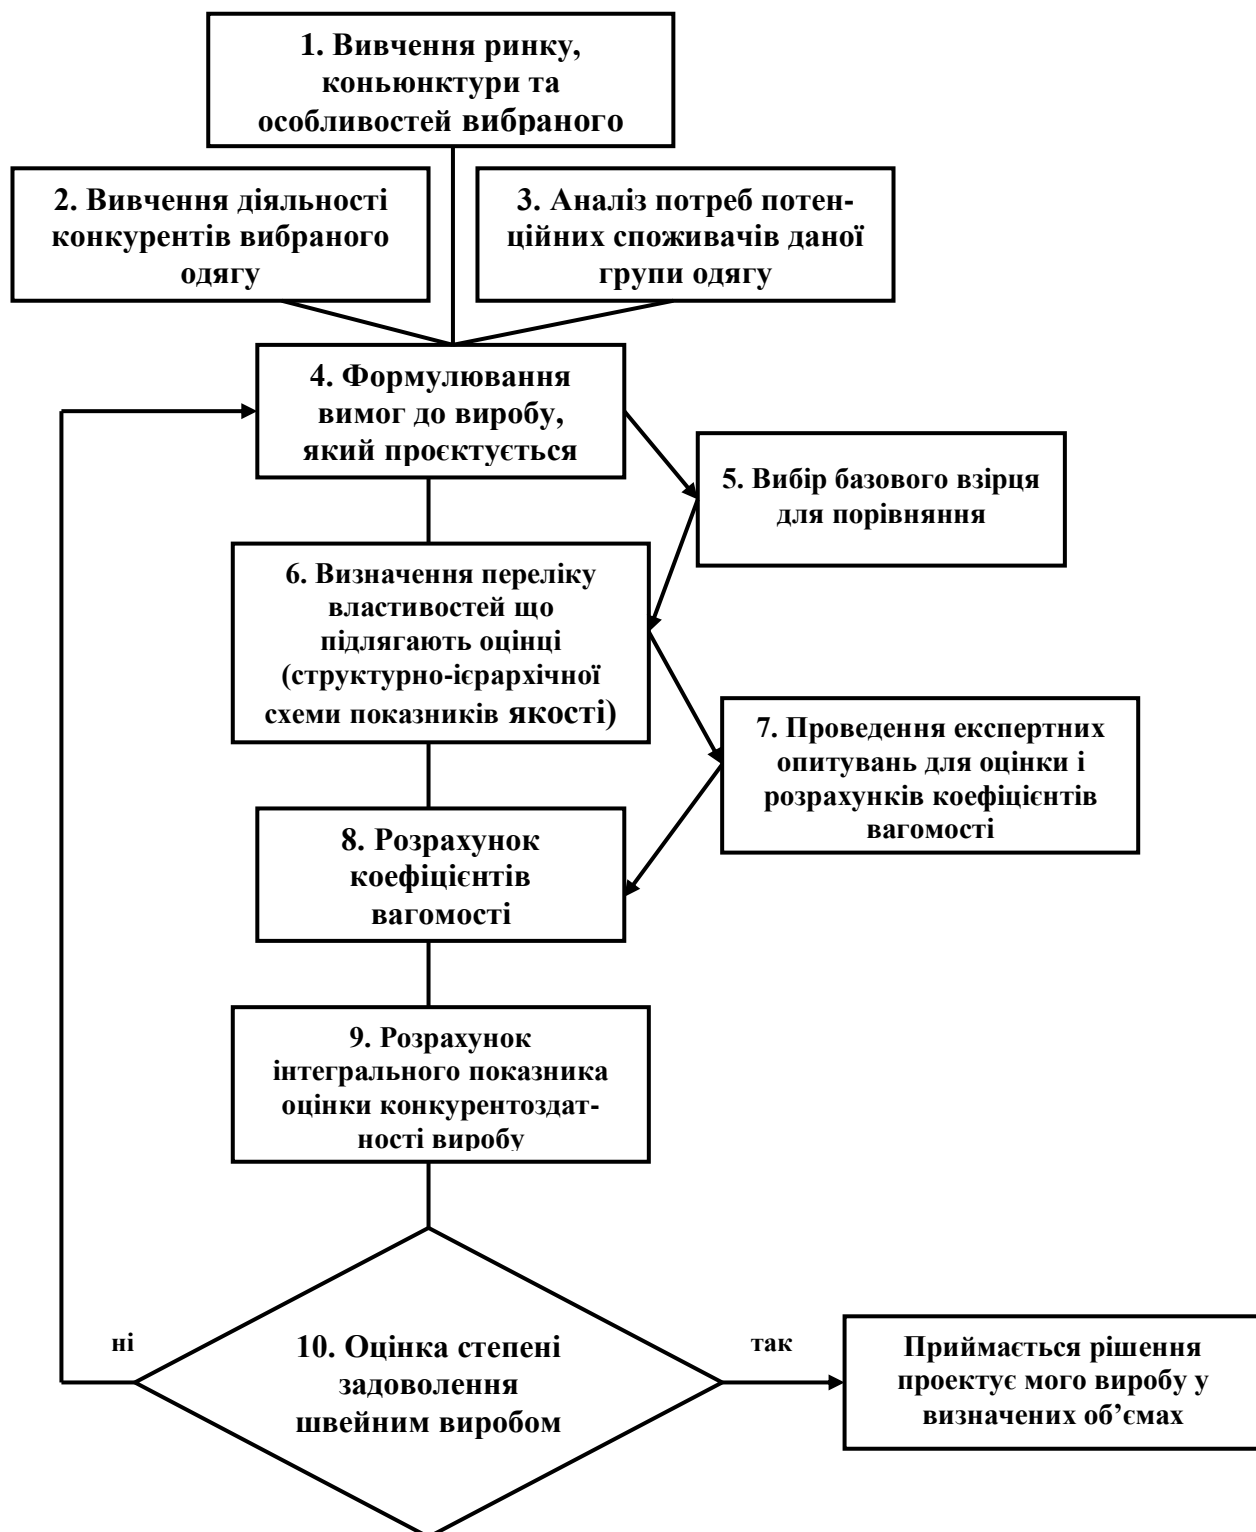 1. Вивчення ринку,
коньюнктури та
особливостей вибраного
2. Вивчення діяльності
конкурентів вибраного
одягу
3. Аналіз потреб потен-
ційних споживачів даної
групи одягу
4. Формулювання
вимог до виробу,
який проєктується
5. Вибір базового взірця
для порівняння
6. Визначення переліку
властивостей що
підлягають оцінці
(структурно-ієрархічної
схеми показників якості)
7. Проведення експертних
опитувань для оцінки і
розрахунків коефіцієнтів
вагомості
8. Розрахунок
коефіцієнтів
вагомості
9. Розрахунок
інтегрального показника
оцінки конкурентоздат-
ності виробу
ні
10. Оцінка степені
задоволення
швейним виробом
так
Приймається рішення
проектує мого виробу у
визначених об’ємах